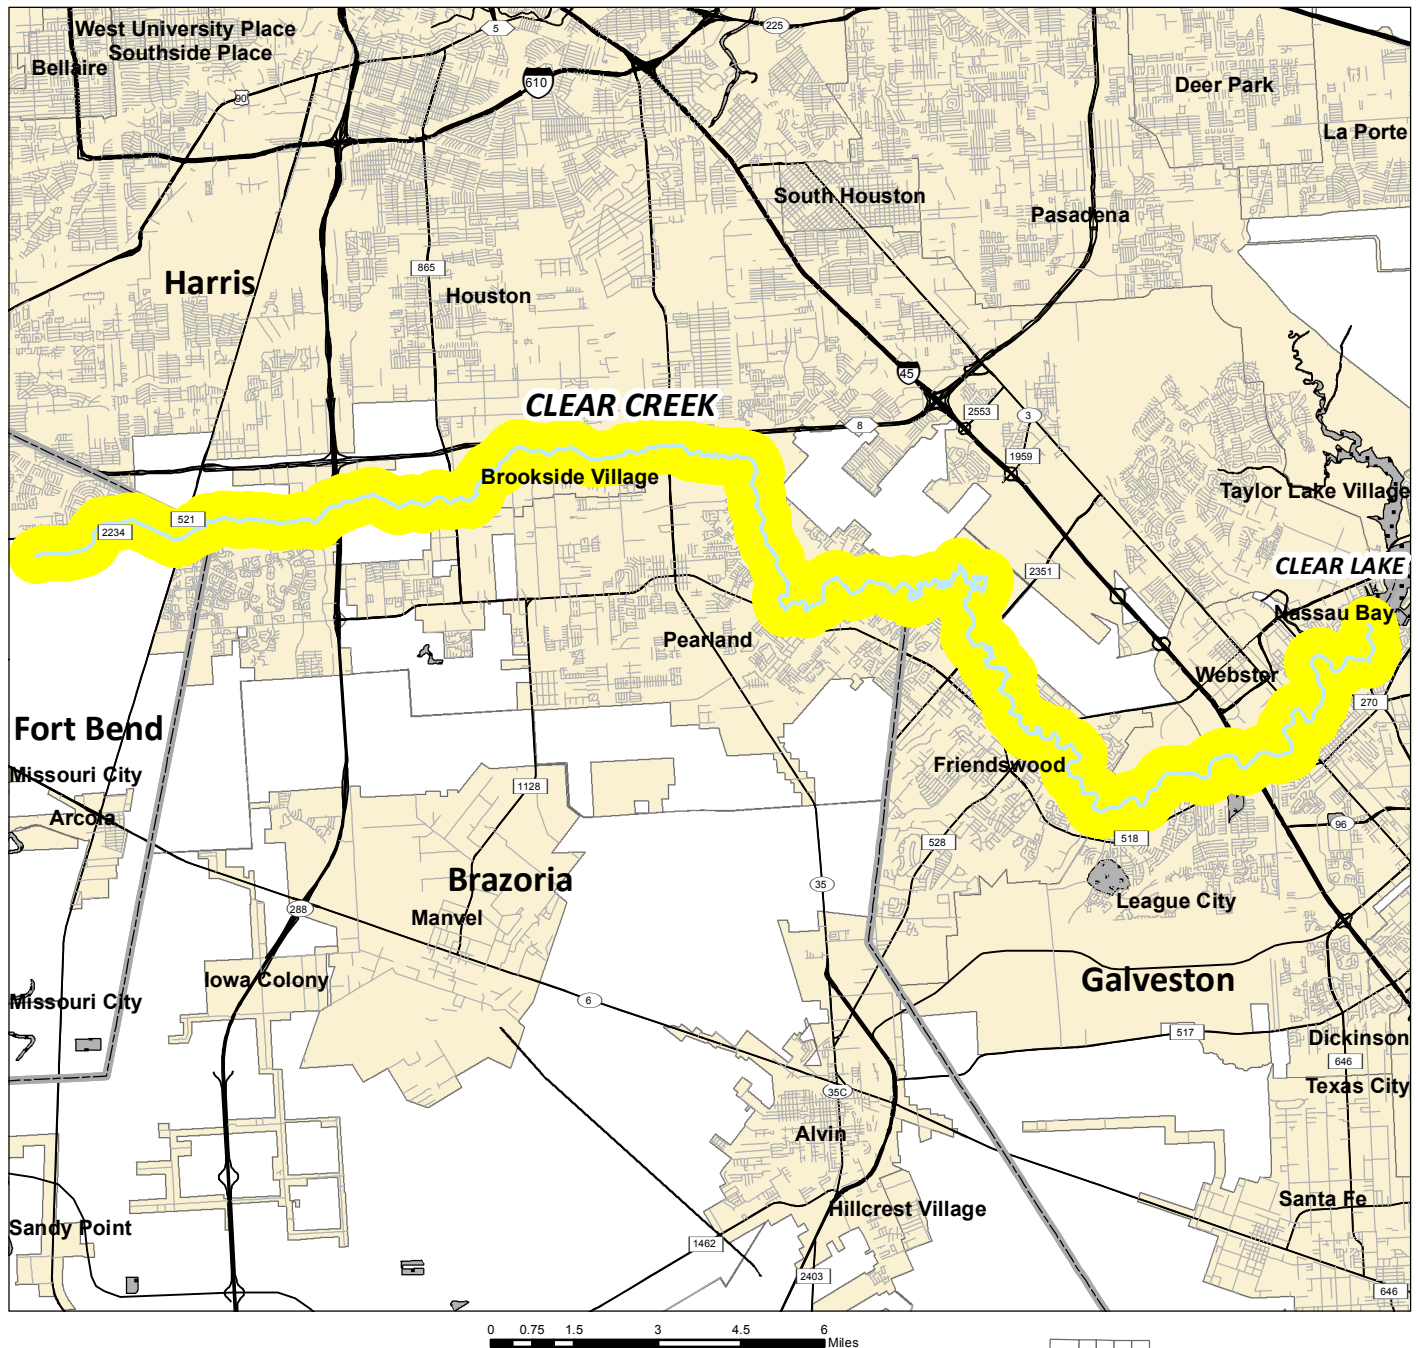 West University Place
Southside Place
Bellaire
5
225
610
90
Deer Park
La Porte
South Houston
Pasadena
865
Harris
Houston
45
CLEAR CREEK
2553
3
8
1959
Brookside Village
Taylor Lake Village
521
2234
CLEAR LAKE
2351
Nassau Bay
Pearland
Webster
270
Fort Bend
Friendswood
Missouri City
1128
Arcola
96
518
528
Brazoria
35
League City
288
Manvel
Iowa Colony
Galveston
6
Missouri City
517
Dickinson
646
Texas City
35C
Alvin
Santa Fe
Hillcrest Village
Sandy Point
1462
2403
646
0 0.75 1.5 3 4.5 6
Miles